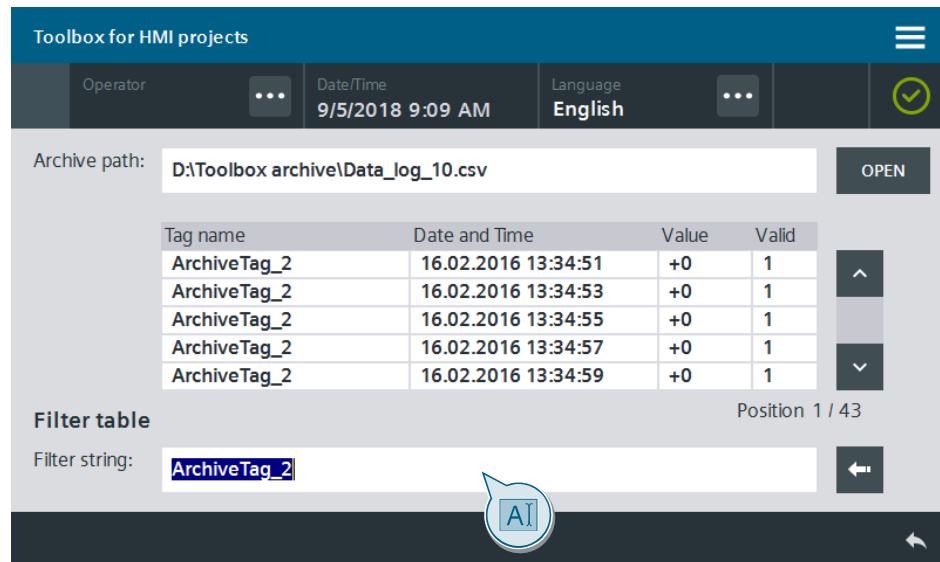 Toolbox for HMI projects
Operator ••• Date/Time Language •••
9/5/2018 9:09 AM English
Archive path: D:\Toolbox archive\Data_log_10.csv OPEN
Tag name Date and Time Value Valid
ArchiveTag_2 16.02.2016 13:34:51 +0 1
ArchiveTag_2 16.02.2016 13:34:53 +0 1
ArchiveTag_2 16.02.2016 13:34:55 +0 1
ArchiveTag_2 16.02.2016 13:34:57 +0 1
ArchiveTag_2 16.02.2016 13:34:59 +0 1
Position 1 / 43
Filter table
Filter string: ArchiveTag_2
A